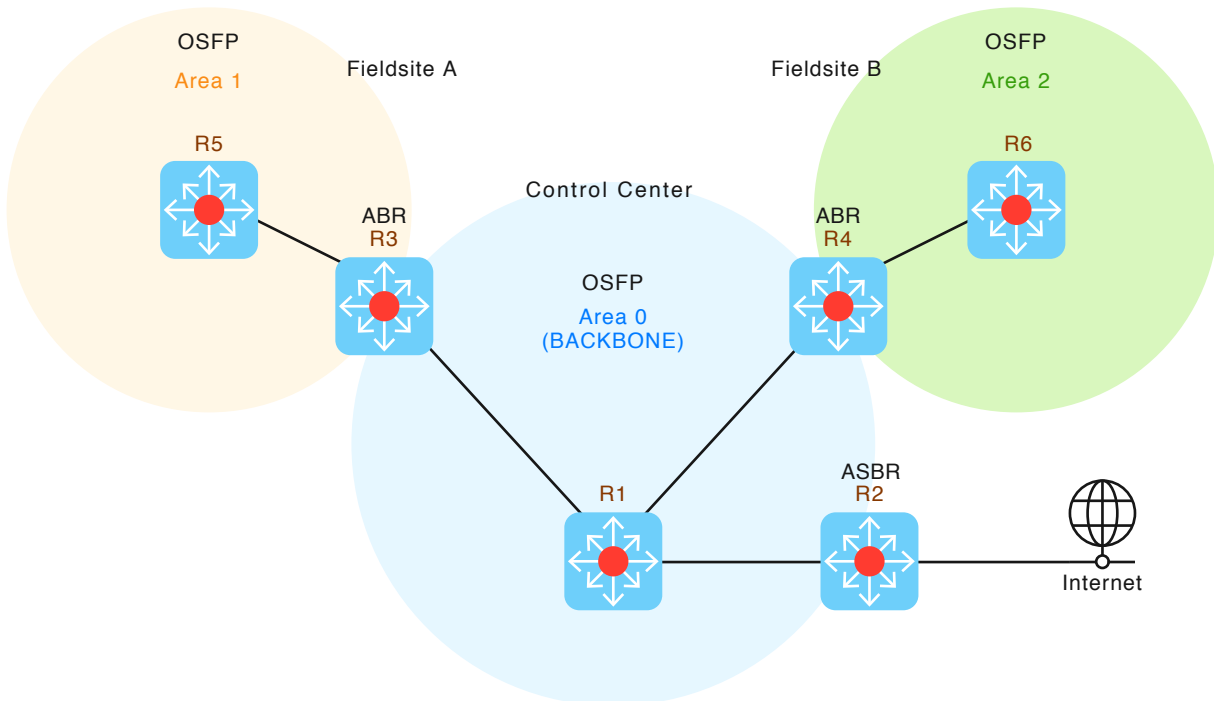 OSFP
Area 1
Fieldsite A
R5
ABR
R3
Control Center
OSFP
Area 0
(BACKBONE)
Fieldsite B
OSFP
Area 2
R6
ABR
R4
R1
ASBR
R2
Internet